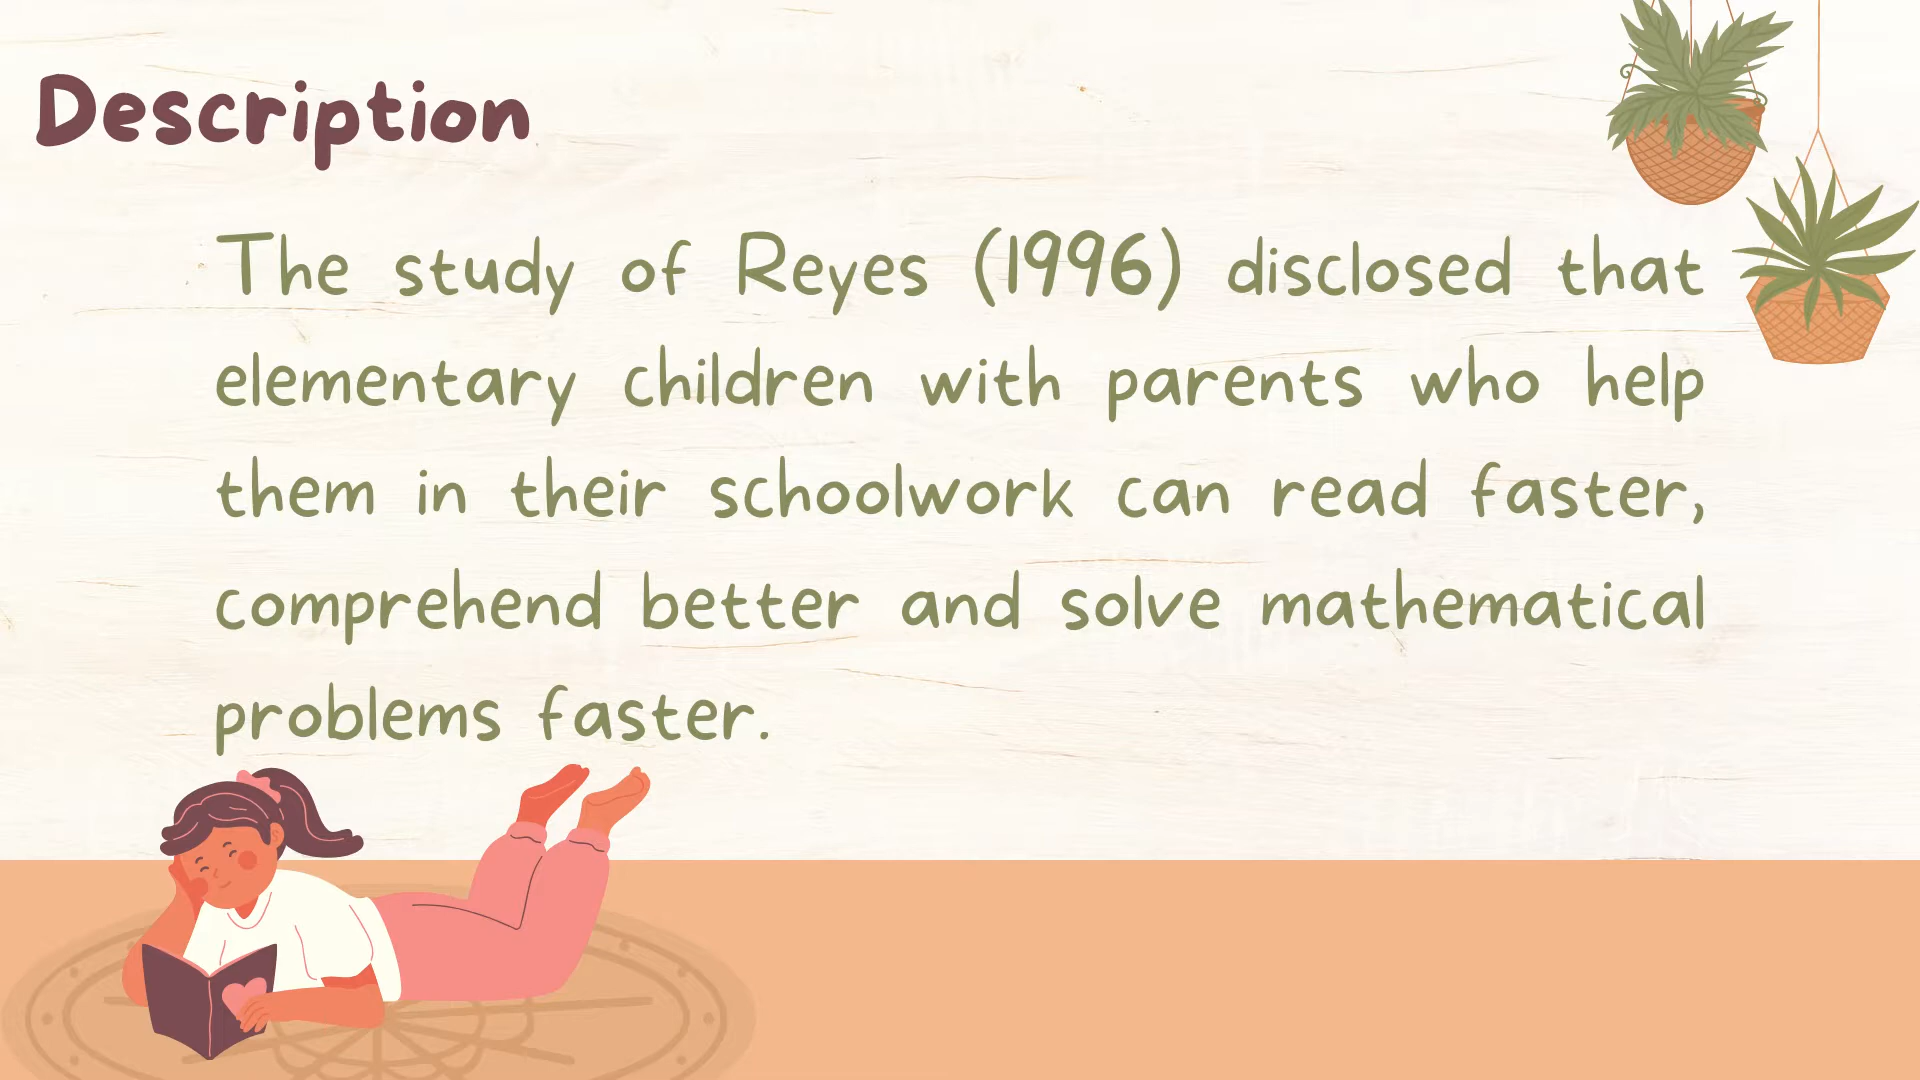 Description
The study of Reyes (1996) disclosed that
elementary children with parents who help
them in their schoolwork can read faster,
comprehend better and solve mathematical
problems faster.